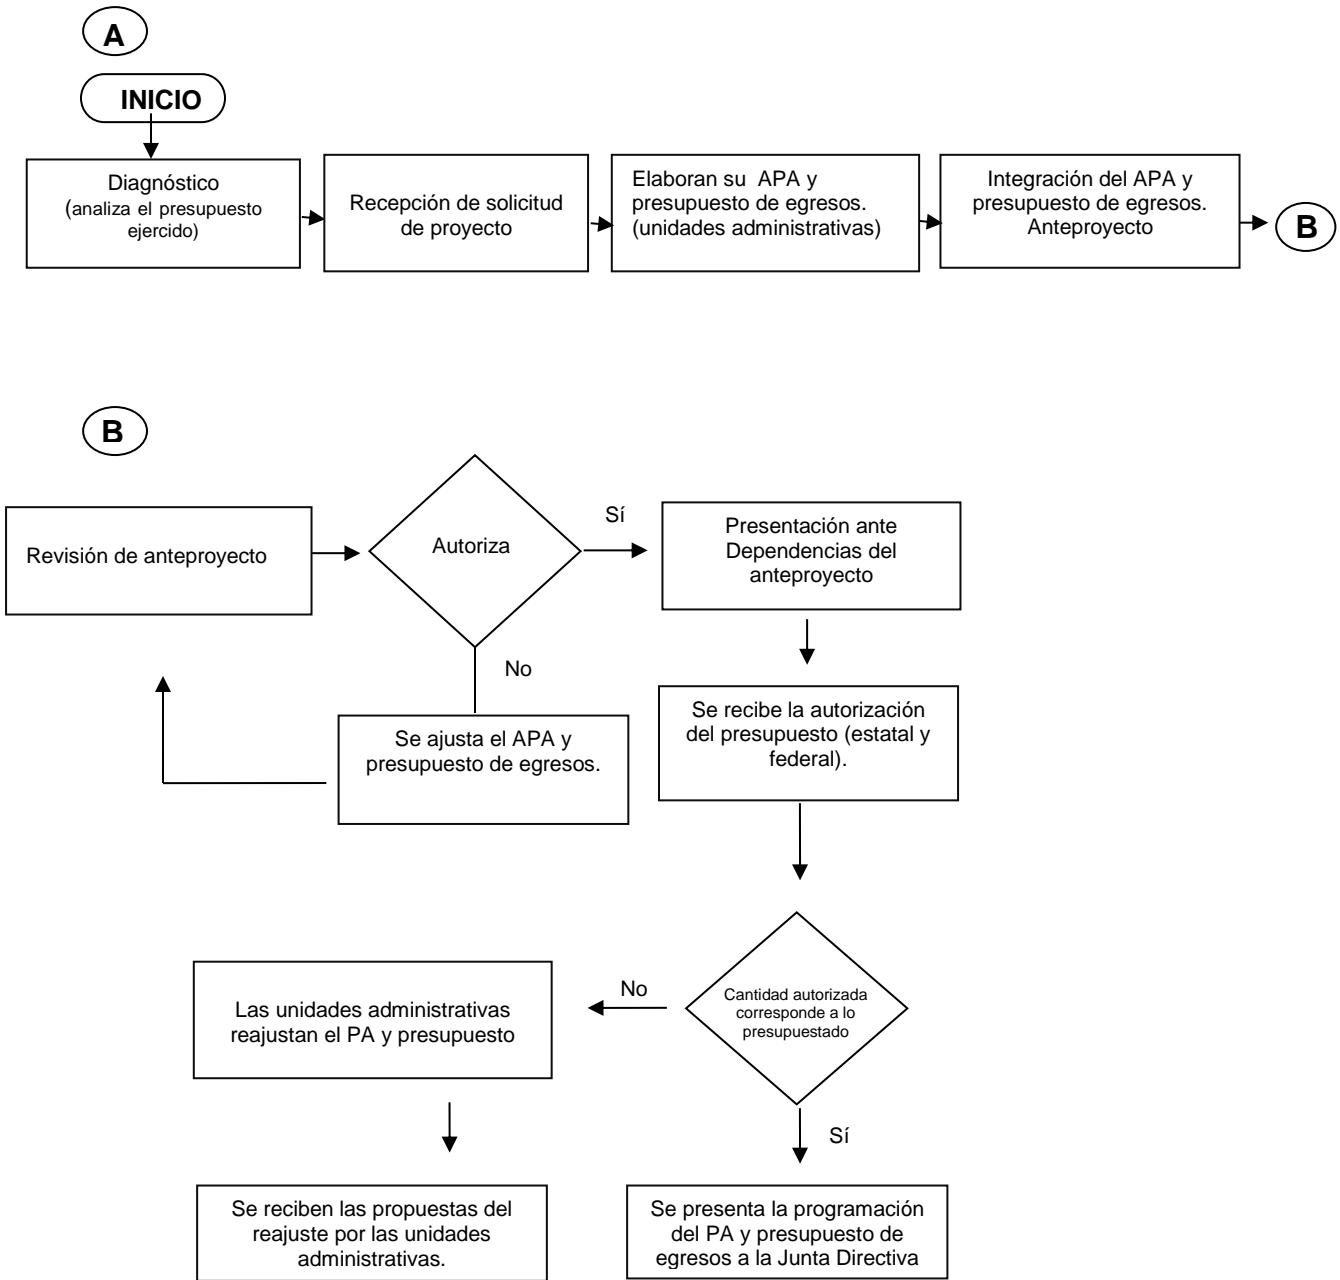 A
INICIO
Diagnóstico
(analiza el presupuesto
ejercido)
Recepción de solicitud
de proyecto
Elaboran su APA y
presupuesto de egresos.
(unidades administrativas)
Integración del APA y
presupuesto de egresos.
Anteproyecto
B
B
Revisión de anteproyecto
Autoriza
Sí
Presentación ante
Dependencias del
anteproyecto
No
Se ajusta el APA y
presupuesto de egresos.
Se recibe la autorización
del presupuesto (estatal y
federal).
Cantidad autorizada
corresponde a lo
presupuestado
No
Las unidades administrativas
reajustan el PA y presupuesto
Sí
Se reciben las propuestas del
reajuste por las unidades
administrativas.
Se presenta la programación
del PA y presupuesto de
egresos a la Junta Directiva